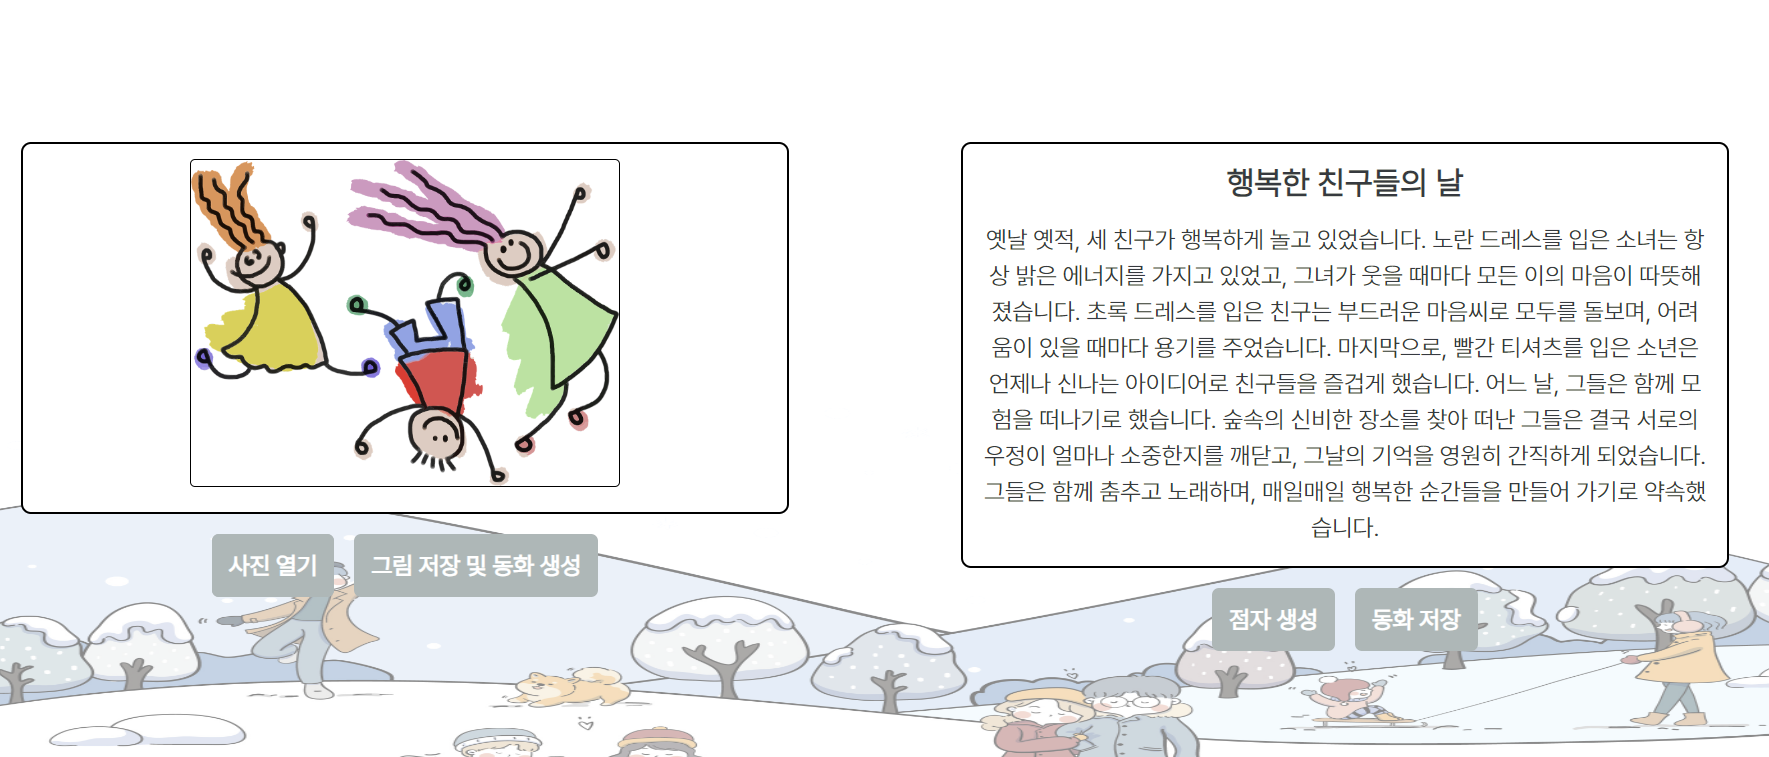 사진 열기
그림 저장 및 동화 생성
행복한 친구들의 날
옛날 옛적, 세 친구가 행복하게 놀고 있었습니다. 노란 드레스를 입은 소녀는 항
상 밝은 에너지를 가지고 있었고, 그녀가 웃을 때마다 모든 이의 마음이 따뜻해
졌습니다. 초록 드레스를 입은 친구는 부드러운 마음씨로 모두를 돌보며, 어려
움이 있을 때마다 용기를 주었습니다. 마지막으로, 빨간 티셔츠를 입은 소년은
언제나 신나는 아이디어로 친구들을 즐겁게 했습니다. 어느 날, 그들은 함께 모
험을 떠나기로 했습니다. 숲속의 신비한 장소를 찾아 떠난 그들은 결국 서로의
우정이 얼마나 소중한지를 깨닫고, 그날의 기억을 영원히 간직하게 되었습니다.
그들은 함께 춤추고 노래하며, 매일매일 행복한 순간들을 만들어 가기로 약속했
습니다.
점자 생성
동화 저장